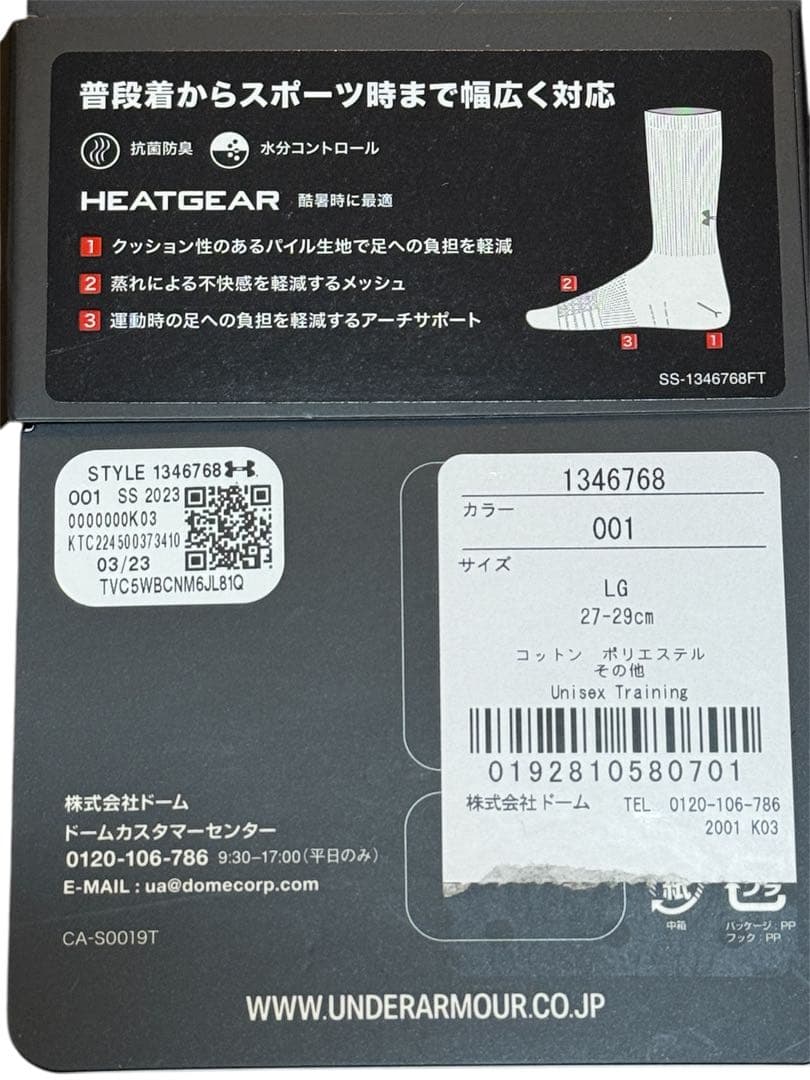 普段着からスポーツ時まで幅広く対応
抗菌防臭 水分コントロール
HEATGEAR 酷暑時に最適
1 クッション性のあるパイル生地で足への負担を軽減
2 蒸れによる不快感を軽減するメッシュ
3 運動時の足への負担を軽減するアーチサポート
2
3
1
SS-1346768FT
STYLE 1346768
001 SS 2023
0000000K03
KTC224500373410
03/23
TVC5WBCNM6JL81Q
1346768
カラー
001
サイズ
LG
27-29cm
コットン ポリエステル
その他
Unisex Training
0192810580701
株式会社ドーム TEL 0120-106-786
2001 K03
株式会社ドーム
ドームカスタマーセンター
0120-106-786 9:30–17:00(平日のみ)
E-MAIL : ua@domecorp.com
CA-S0019T
紙
中箱
プラ
パッケージ : PP
フック : PP
WWW.UNDERARMOUR.CO.JP